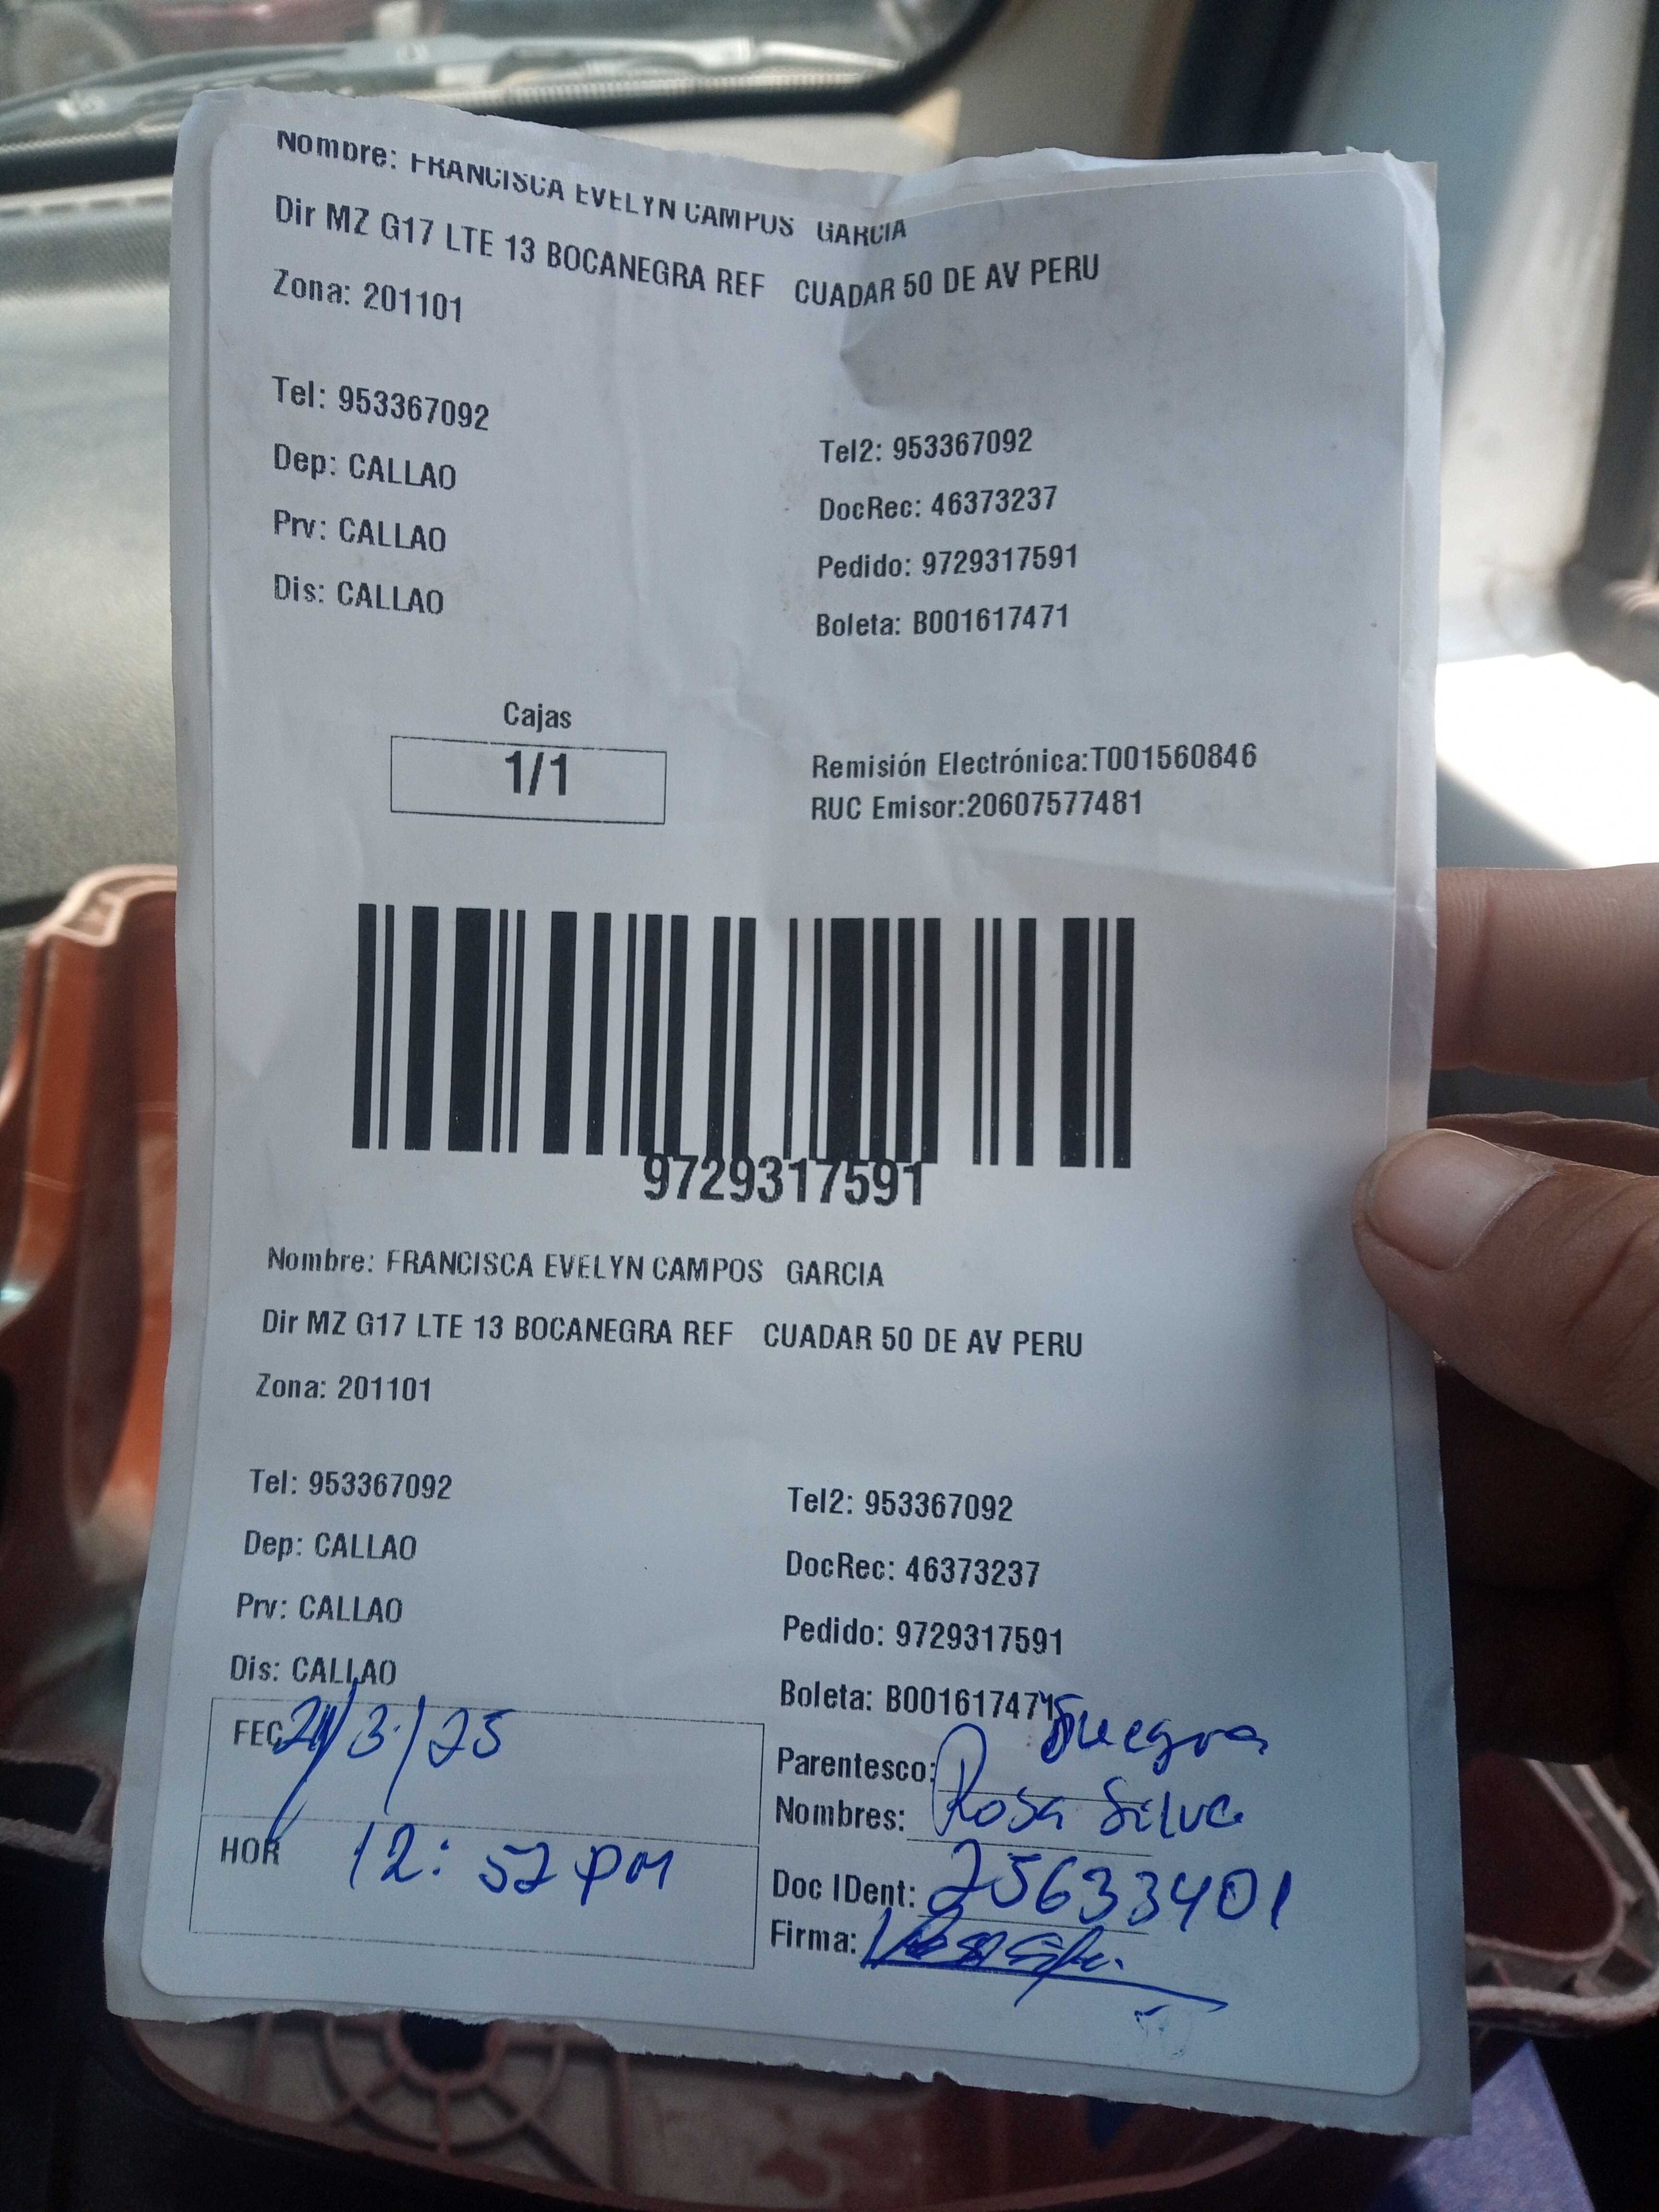 Nombre: FRANCISCA EVELYN CAMPOS GARCIA
Dir MZ G17 LTE 13 BOCANEGRA REF CUADAR 50 DE AV PERU
Zona: 201101
Tel: 953367092
Tel2: 953367092
Dep: CALLAO
DocRec: 46373237
Prv: CALLAO
Pedido: 9729317591
Dis: CALLAO
Boleta: B001617471
Cajas
1/1
Remisión Electrónica:T001560846
RUC Emisor:20607577481
9729317591
Nombre: FRANCISCA EVELYN CAMPOS GARCIA
Dir MZ G17 LTE 13 BOCANEGRA REF CUADAR 50 DE AV PERU
Zona: 201101
Tel: 953367092
Tel2: 953367092
Dep: CALLAO
DocRec: 46373237
Prv: CALLAO
Pedido: 9729317591
Dis: CALLAO
Boleta: B001617471
FEC /3/25
Parentesco: Suegra
Nombres: Rosa Silva
HOR 12:52 pm
Doc IDent: 25633401
Firma: